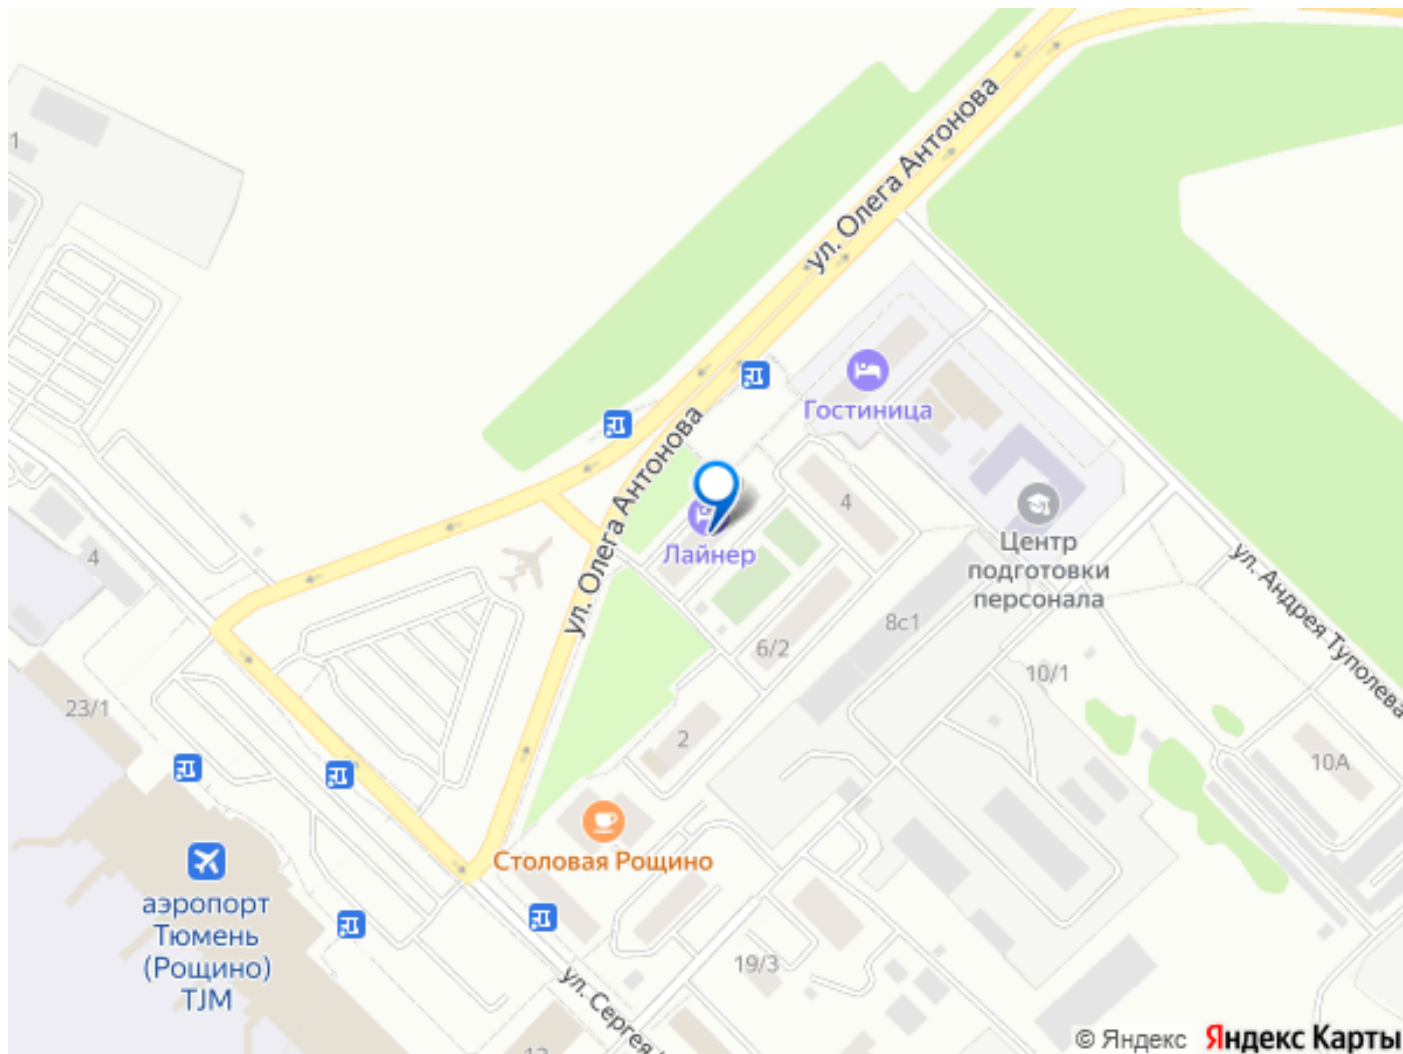 1
ул. Олега Антонова
Гостиница
ул. Олега Антонова
Лайнер
4
4
Центр
подготовки
персонала
ул. Андрея Туполева
8с1
6/2
10/1
23/1
2
10А
Столовая Рощино
аэропорт
Тюмень
(Рощино)
TJM
19/3
ул. Сергея
© Яндекс Яндекс Карты